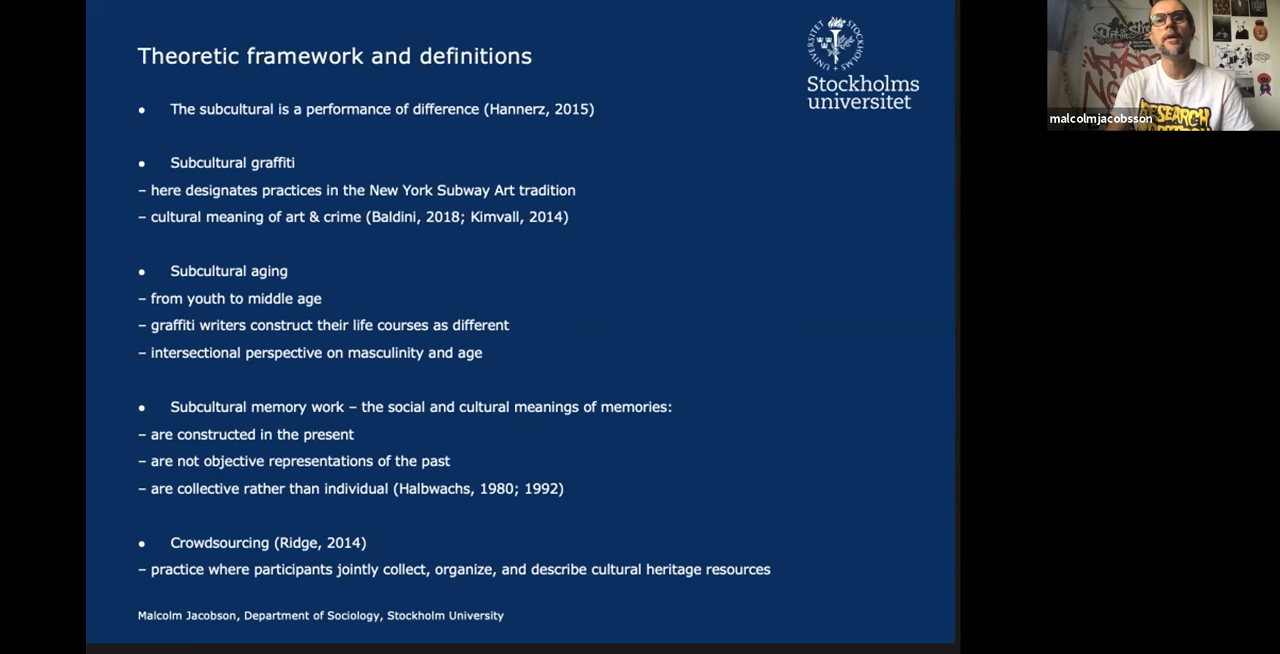 Theoretic framework and definitions
Stockholms
universitet
• The subcultural is a performance of difference (Hannerz, 2015)
• Subcultural graffiti
– here designates practices in the New York Subway Art tradition
– cultural meaning of art & crime (Baldini, 2018; Kimvall, 2014)
• Subcultural aging
– from youth to middle age
– graffiti writers construct their life courses as different
– intersectional perspective on masculinity and age
• Subcultural memory work – the social and cultural meanings of memories:
– are constructed in the present
– are not objective representations of the past
– are collective rather than individual (Halbwachs, 1980; 1992)
• Crowdsourcing (Ridge, 2014)
– practice where participants jointly collect, organize, and describe cultural heritage resources
Malcolm Jacobson, Department of Sociology, Stockholm University
RESEARCH
malcolmjacobsson